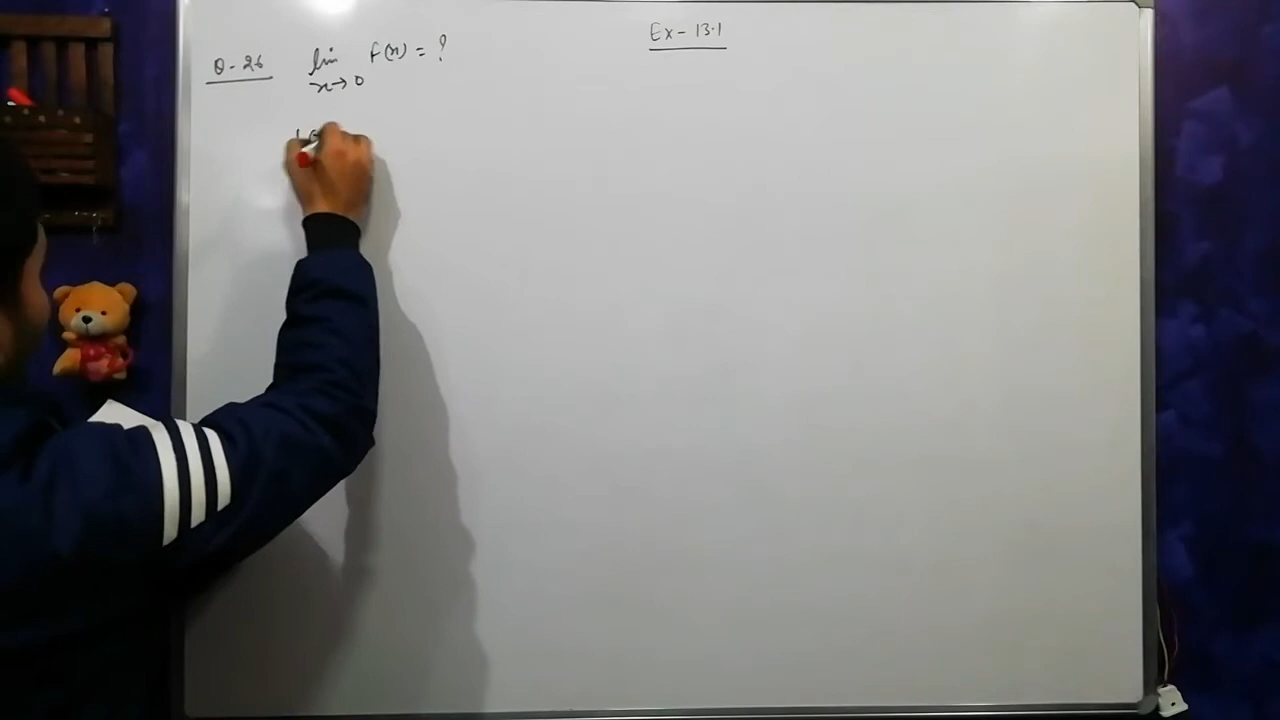 Ex - 13.1
Q - 26 lim f(x) = ?
x → 0